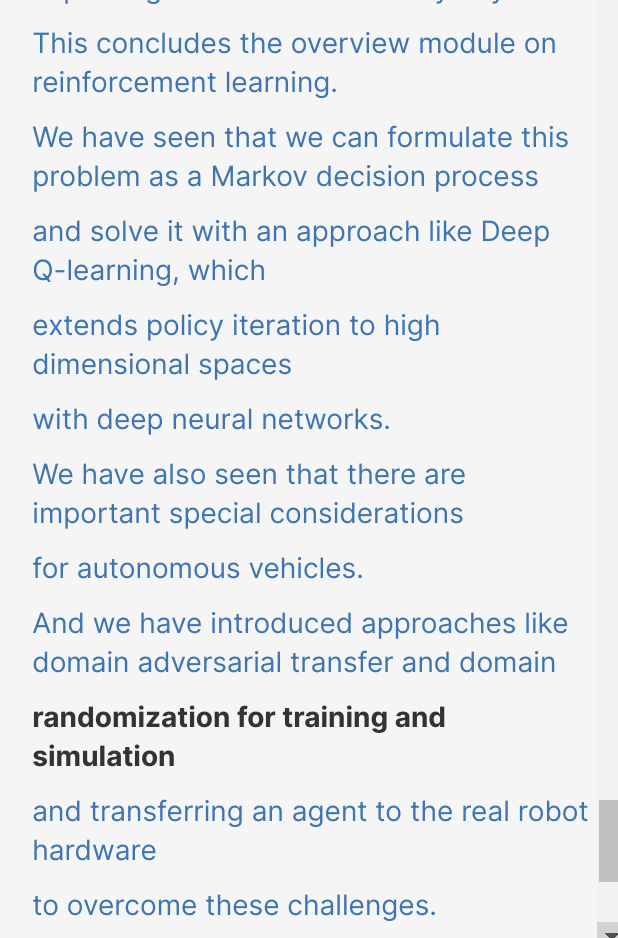 This concludes the overview module on
reinforcement learning.
We have seen that we can formulate this
problem as a Markov decision process
and solve it with an approach like Deep
Q-learning, which
extends policy iteration to high
dimensional spaces
with deep neural networks.
We have also seen that there are
important special considerations
for autonomous vehicles.
And we have introduced approaches like
domain adversarial transfer and domain
randomization for training and
simulation
and transferring an agent to the real robot
hardware
to overcome these challenges.